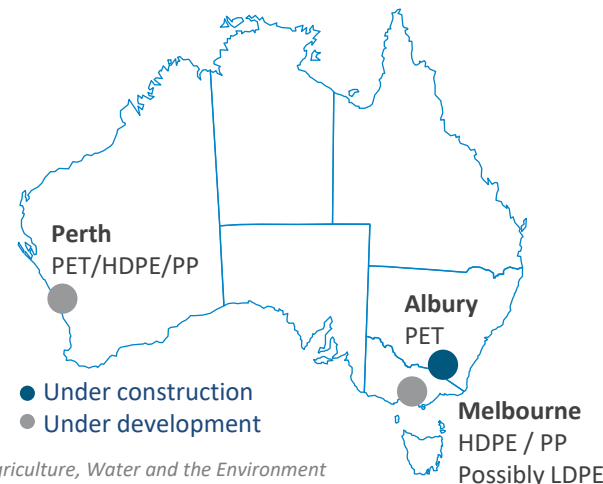 Perth
PET/HDPE/PP
Albury
PET
Under construction
Under development
Melbourne
HDPE / PP
Possibly LDPE
Water and the Environment